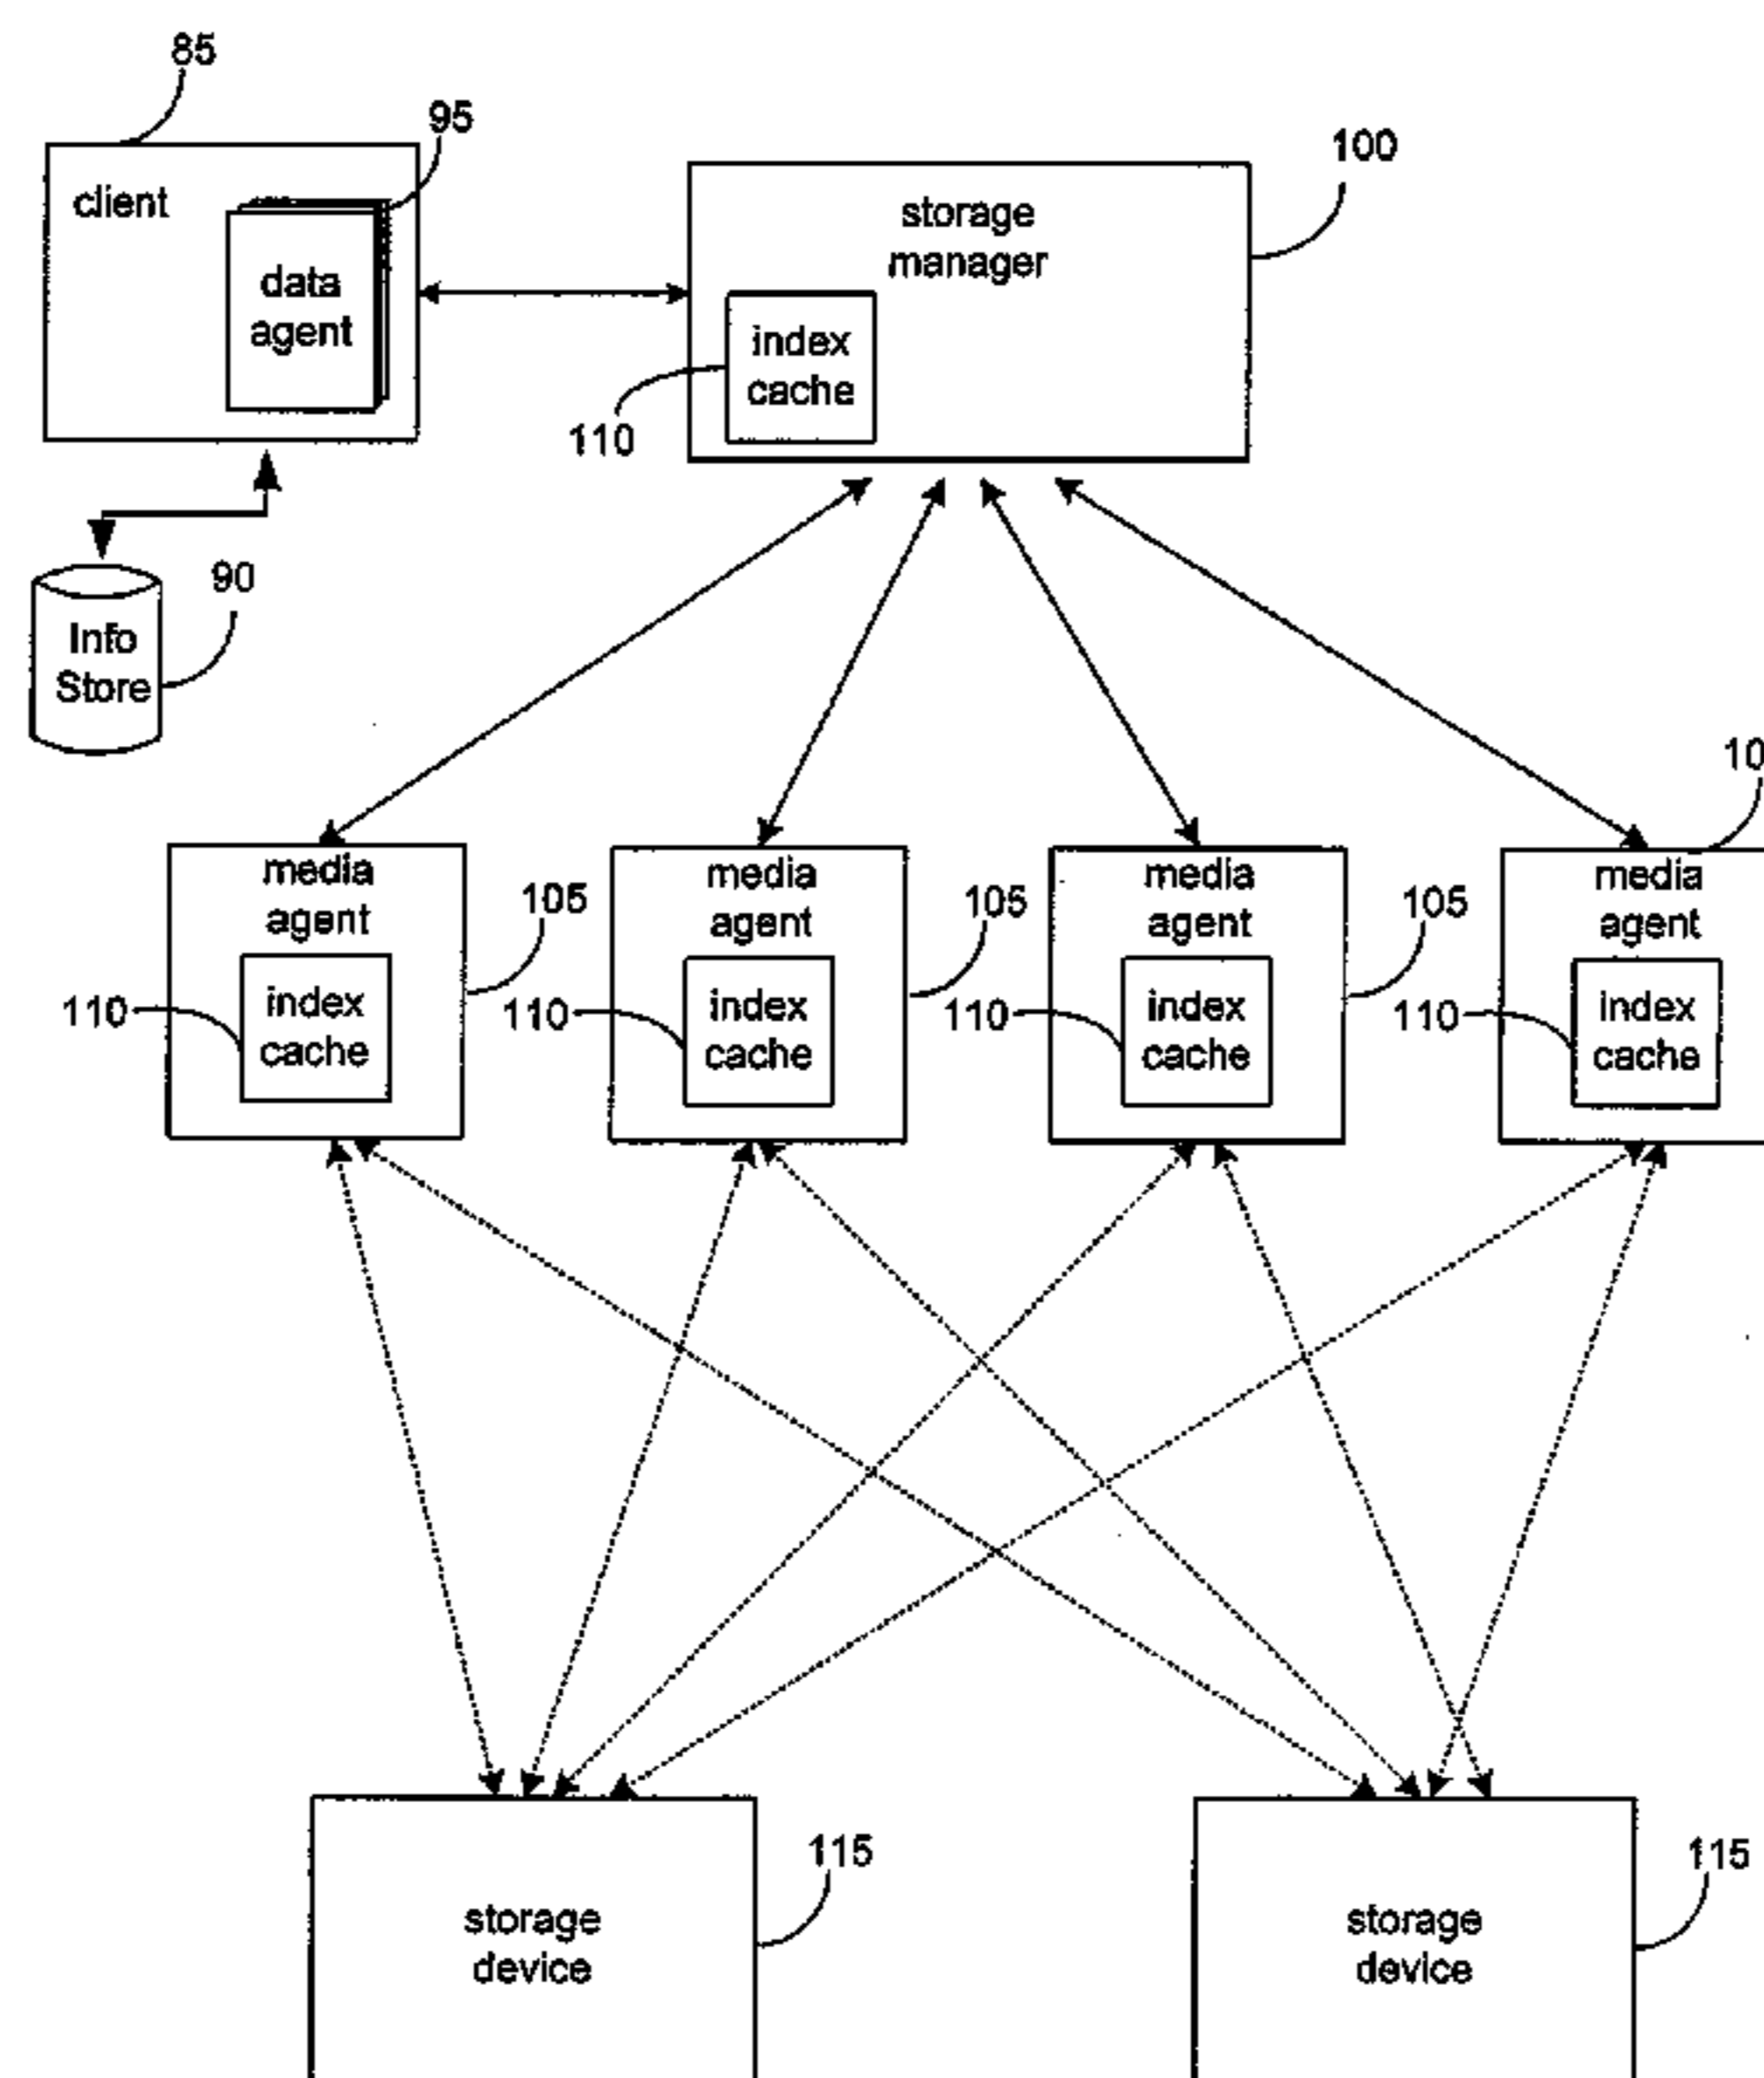 85
95
100
client
storage
manager
data
agent
index
cache
110
90
Info
Store
10
media
agent
105
media
agent
105
media
agent
105
media
agent
110
index
cache
110
index
cache
110
index
cache
110
index
cache
115
115
storage
device
storage
device